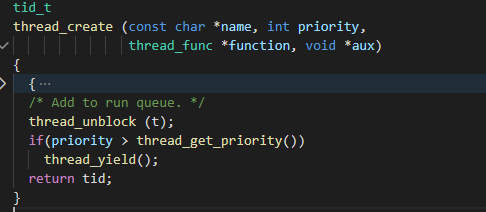 tid_t
thread_create (const char *name, int priority,
thread_func *function, void *aux)
{
{ ...
/* Add to run queue. */
thread_unblock (t);
if(priority > thread_get_priority())
thread_yield();
return tid;
}